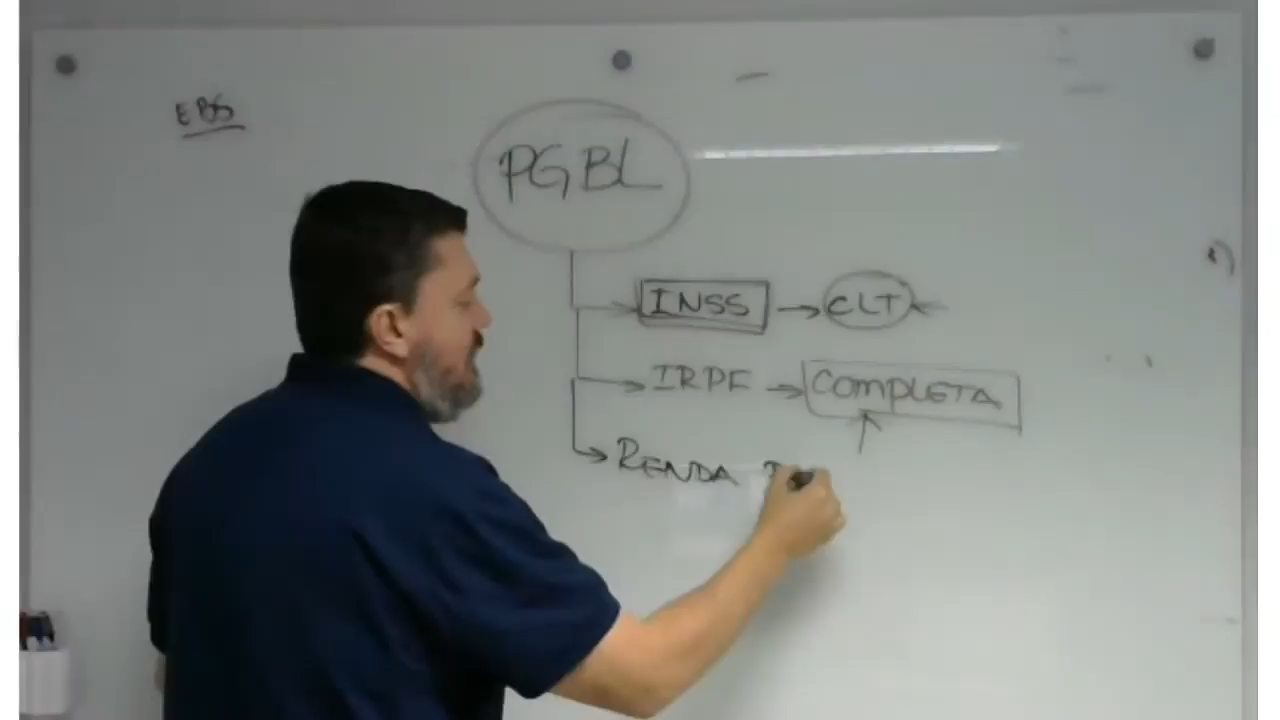 EBS
PGBL
INSS → CLT
IRPF → COMPLETA
RENDA